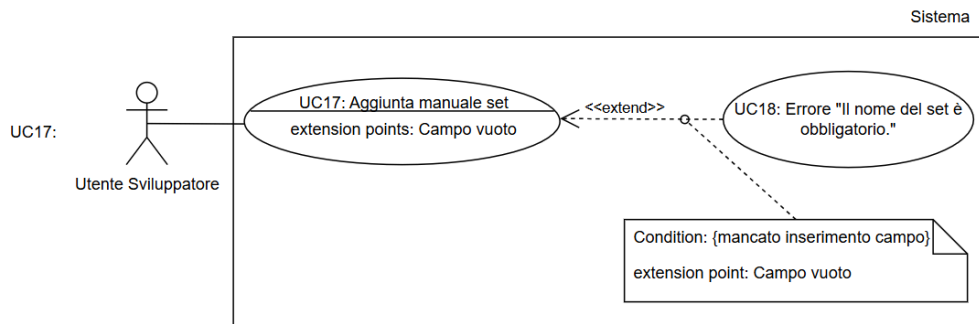 Sistema
UC17:
Utente Sviluppatore
UC17: Aggiunta manuale set
extension points: Campo vuoto
<<extend>>
UC18: Errore "Il nome del set è
obbligatorio."
Condition: {mancato inserimento campo}
extension point: Campo vuoto